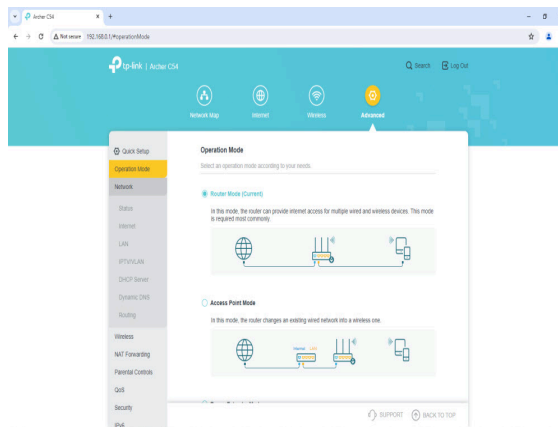 Archer C54
Not secure 192.168.0.1/#operationMode
tp-link | Archer C54
Search Log Out
Network Map Internet Wireless Advanced
Quick Setup
Operation Mode
Network
Status
Internet
LAN
IPTV/VLAN
DHCP Server
Dynamic DNS
Routing
Wireless
NAT Forwarding
Parental Controls
QoS
Security
IPv6
Operation Mode
Select an operation mode according to your needs.
Router Mode (Current)
In this mode, the router can provide internet access for multiple wired and wireless devices. This mode
is required most commonly.
Access Point Mode
In this mode, the router changes an existing wired network into a wireless one.
Internet LAN
SUPPORT BACK TO TOP